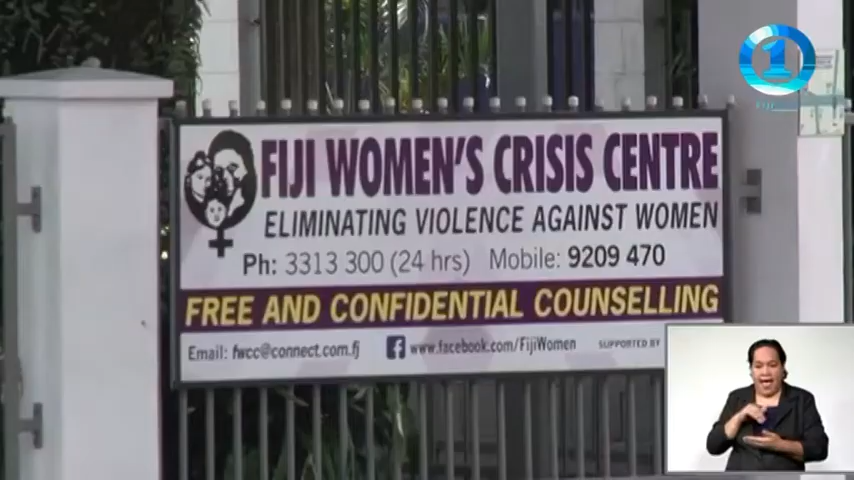 1
FIJI WOMEN'S CRISIS CENTRE
ELIMINATING VIOLENCE AGAINST WOMEN
Ph: 3313 300 (24 hrs) Mobile: 9209 470
FREE AND CONFIDENTIAL COUNSELLING
Email: fwcc@connect.com.fj www.facebook.com/FijiWomen SUPPORTED BY